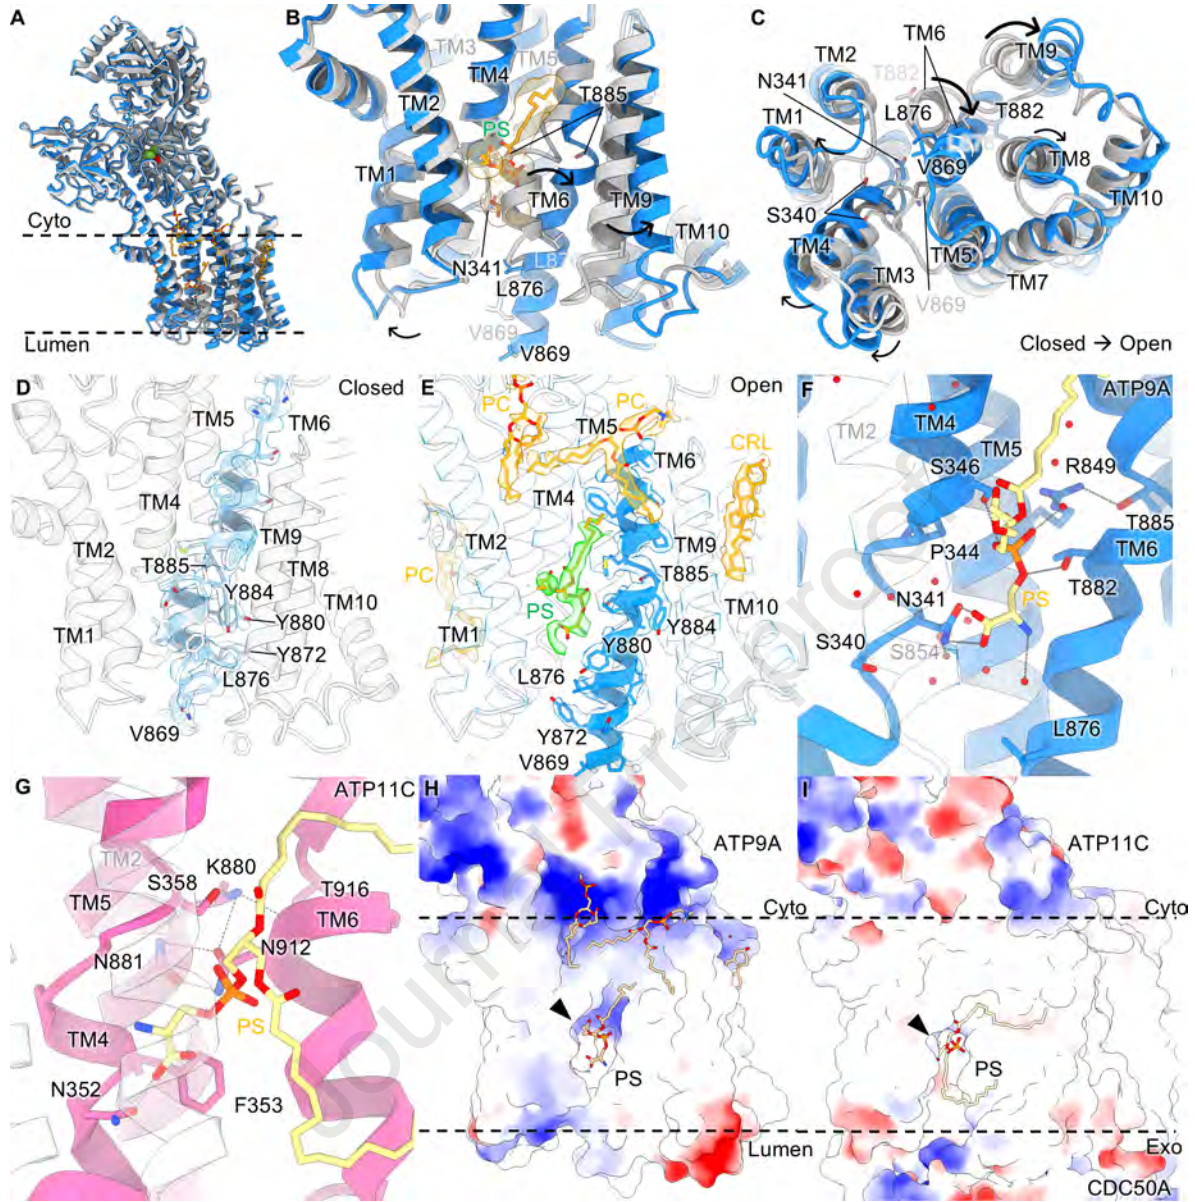 A
Cyto
Lumen
B
TM3
TM5
TM4
TM2
T885
PS
TM1
TM6
TM9
TM10
N341
L876
V869
V869
C
TM6
TM9
TM2
T882
N341
L876
T882
TM1
V869
TM8
S340
TM10
TM4
TM5
TM3
TM7
V869
Closed → Open
D
Closed
TM5
TM6
TM4
TM2
TM9
T885
TM8
Y884
TM10
Y880
TM1
Y872
L876
V869
E
Open
PC
PC
TM5
CRL
TM6
TM4
TM2
TM9
PC
T885
PS
TM10
TM1
Y884
Y880
L876
Y872
V869
F
ATP9A
TM4
TM2
TM5
S346
R849
T885
P344
TM6
T882
N341
PS
S340
S854
L876
G
ATP11C
TM2
K880
S358
T916
TM5
TM6
N912
N881
PS
TM4
N352
F353
H
ATP9A
Cyto
PS
Lumen
I
ATP11C
Cyto
PS
Exo
CDC50A
Journal Pre-proof